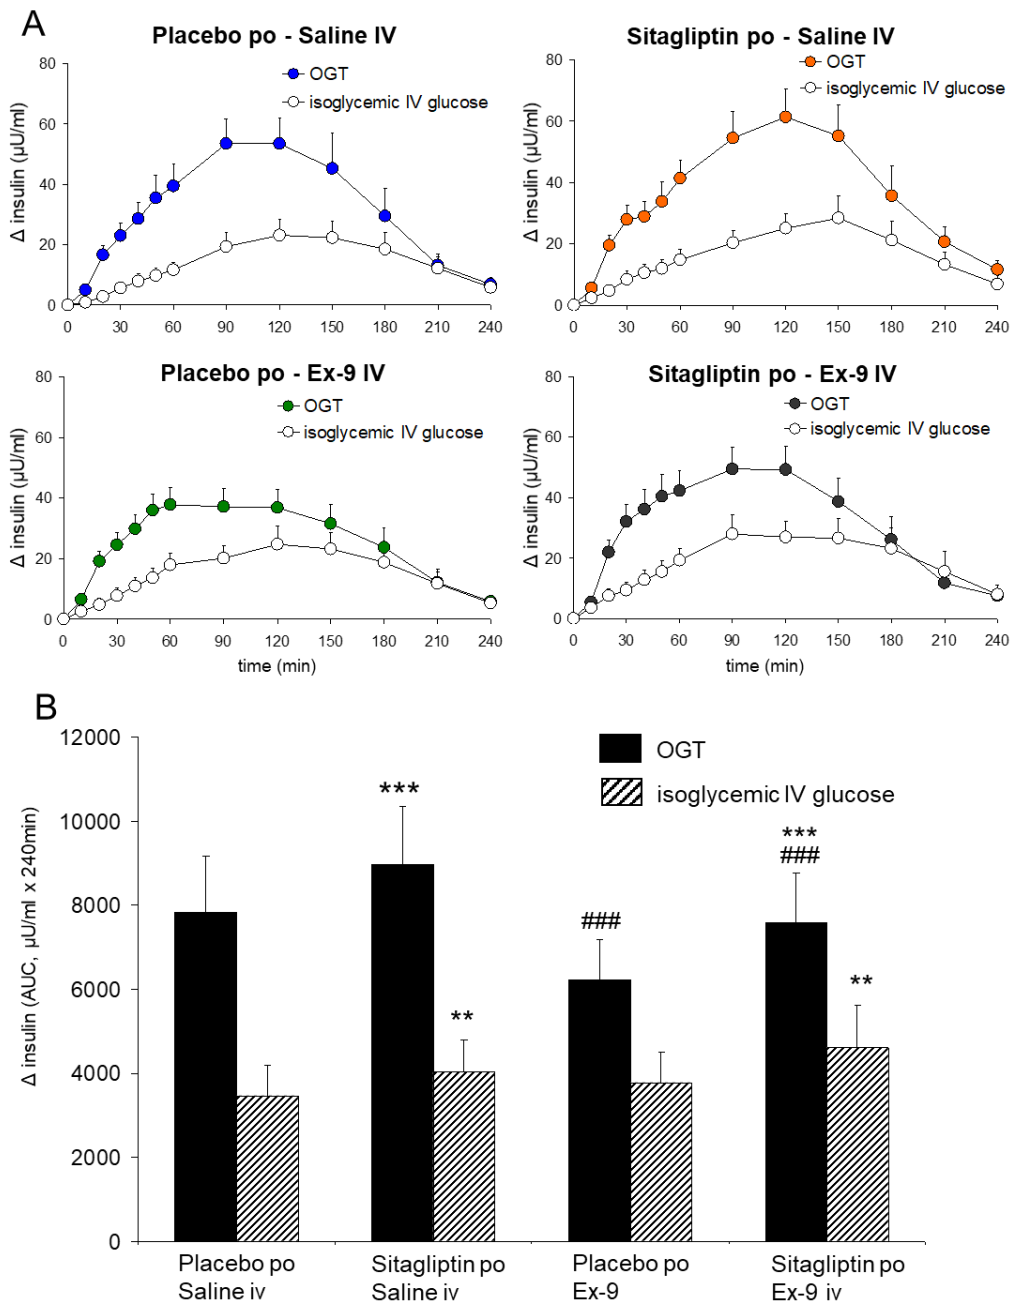 A
Placebo po - Saline IV
80
60
40
20
0
Δ insulin (µU/ml)
OGT
isoglycemic IV glucose
0 30 60 90 120 150 180 210 240
Sitagliptin po - Saline IV
80
60
40
20
0
Δ insulin (µU/ml)
OGT
isoglycemic IV glucose
0 30 60 90 120 150 180 210 240
Placebo po - Ex-9 IV
80
60
40
20
0
Δ insulin (µU/ml)
OGT
isoglycemic IV glucose
0 30 60 90 120 150 180 210 240
time (min)
Sitagliptin po - Ex-9 IV
80
60
40
20
0
Δ insulin (µU/ml)
OGT
isoglycemic IV glucose
0 30 60 90 120 150 180 210 240
time (min)
B
12000
10000
8000
6000
4000
2000
0
Δ insulin (AUC, µU/ml x 240min)
OGT
isoglycemic IV glucose
***
**
###
***
###
**
Placebo po
Saline iv
Sitagliptin po
Saline iv
Placebo po
Ex-9
Sitagliptin po
Ex-9 iv